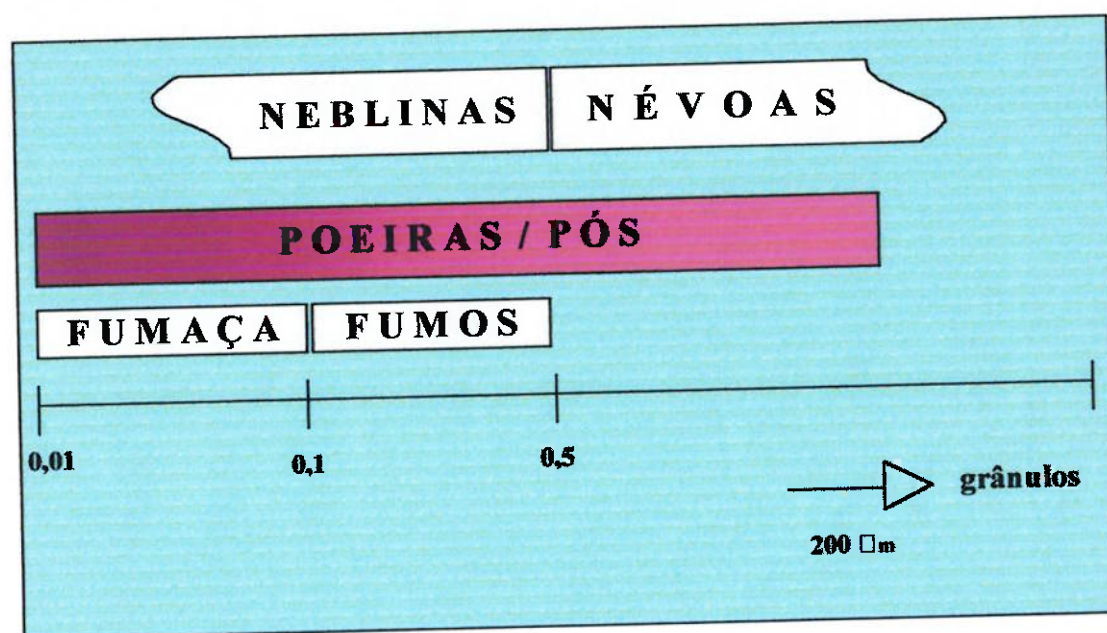 NEBLINAS NÉVOAS
POEIRAS / PÓS
FUMAÇA FUMOS
0,01 0,1 0,5
grânulos
200 □m